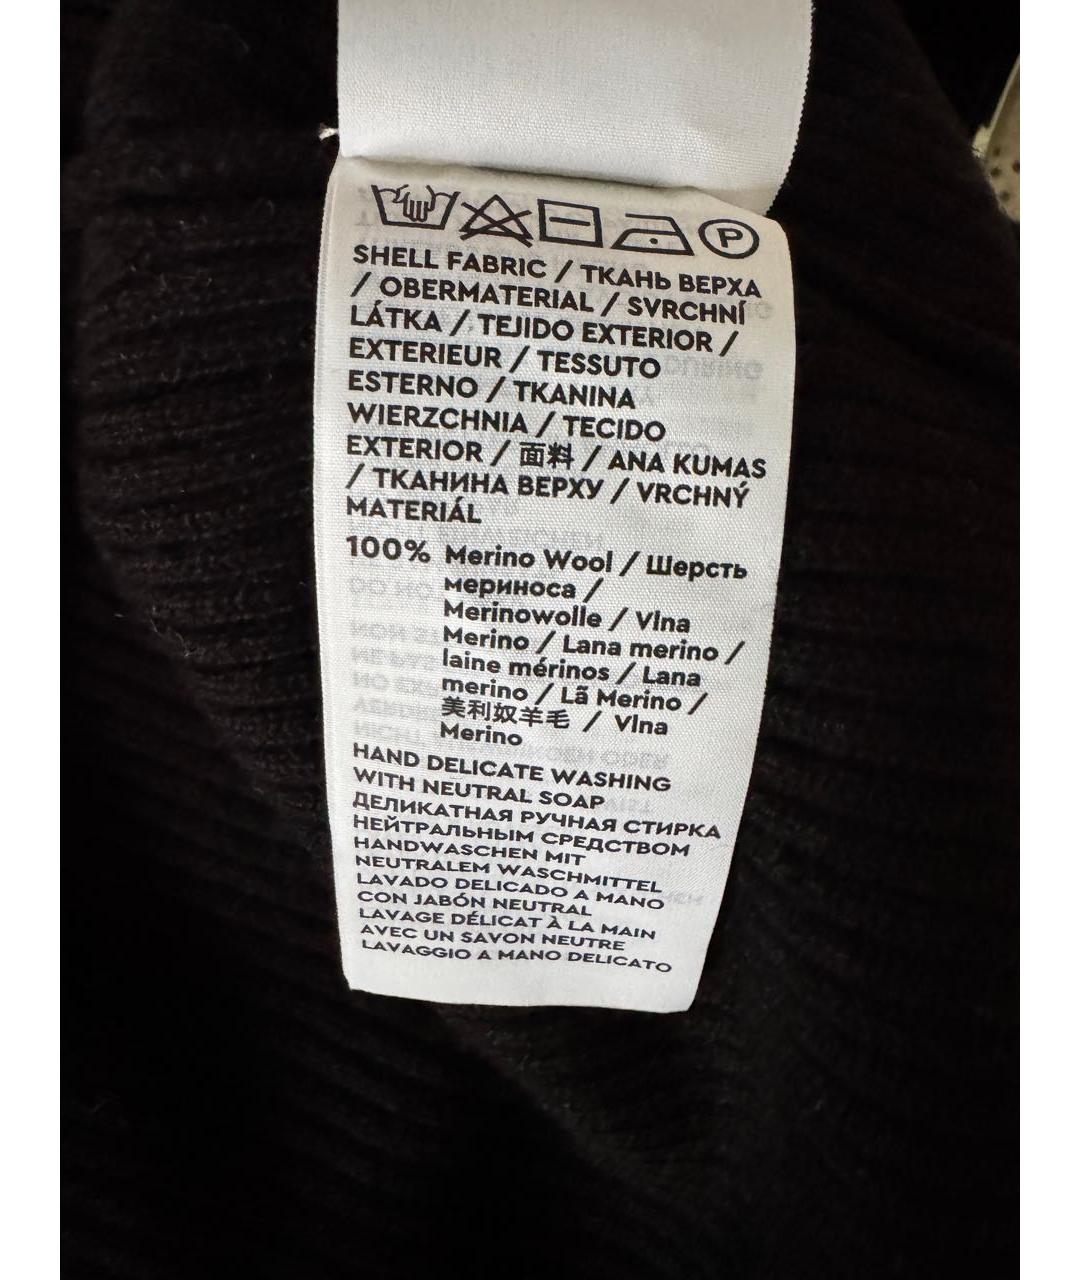 P
SHELL FABRIC / ТКАНЬ ВЕРХА
/ OBERMATERIAL / SVRCHNÍ
LÁTKA / TEJIDO EXTERIOR /
EXTERIEUR / TESSUTO
ESTERNO / TKANINA
WIERZCHNIA / TECIDO
EXTERIOR / 面料 / ANA KUMAS
/ ТКАНИНА ВЕРХУ / VRCHNÝ
MATERIÁL
100% Merino Wool / Шерсть
мериноса /
Merinowolle / Vlna
Merino / Lana merino /
laine mérinos / Lana
merino / Lã Merino /
美利奴羊毛 / Vlna
Merino
HAND DELICATE WASHING
WITH NEUTRAL SOAP
ДЕЛИКАТНАЯ РУЧНАЯ СТИРКА
НЕЙТРАЛЬНЫМ СРЕДСТВОМ
HANDWASCHEN MIT
NEUTRALEM WASCHMITTEL
LAVADO DELICADO A MANO
CON JABÓN NEUTRAL
LAVAGE DÉLICAT À LA MAIN
AVEC UN SAVON NEUTRE
LAVAGGIO A MANO DELICATO